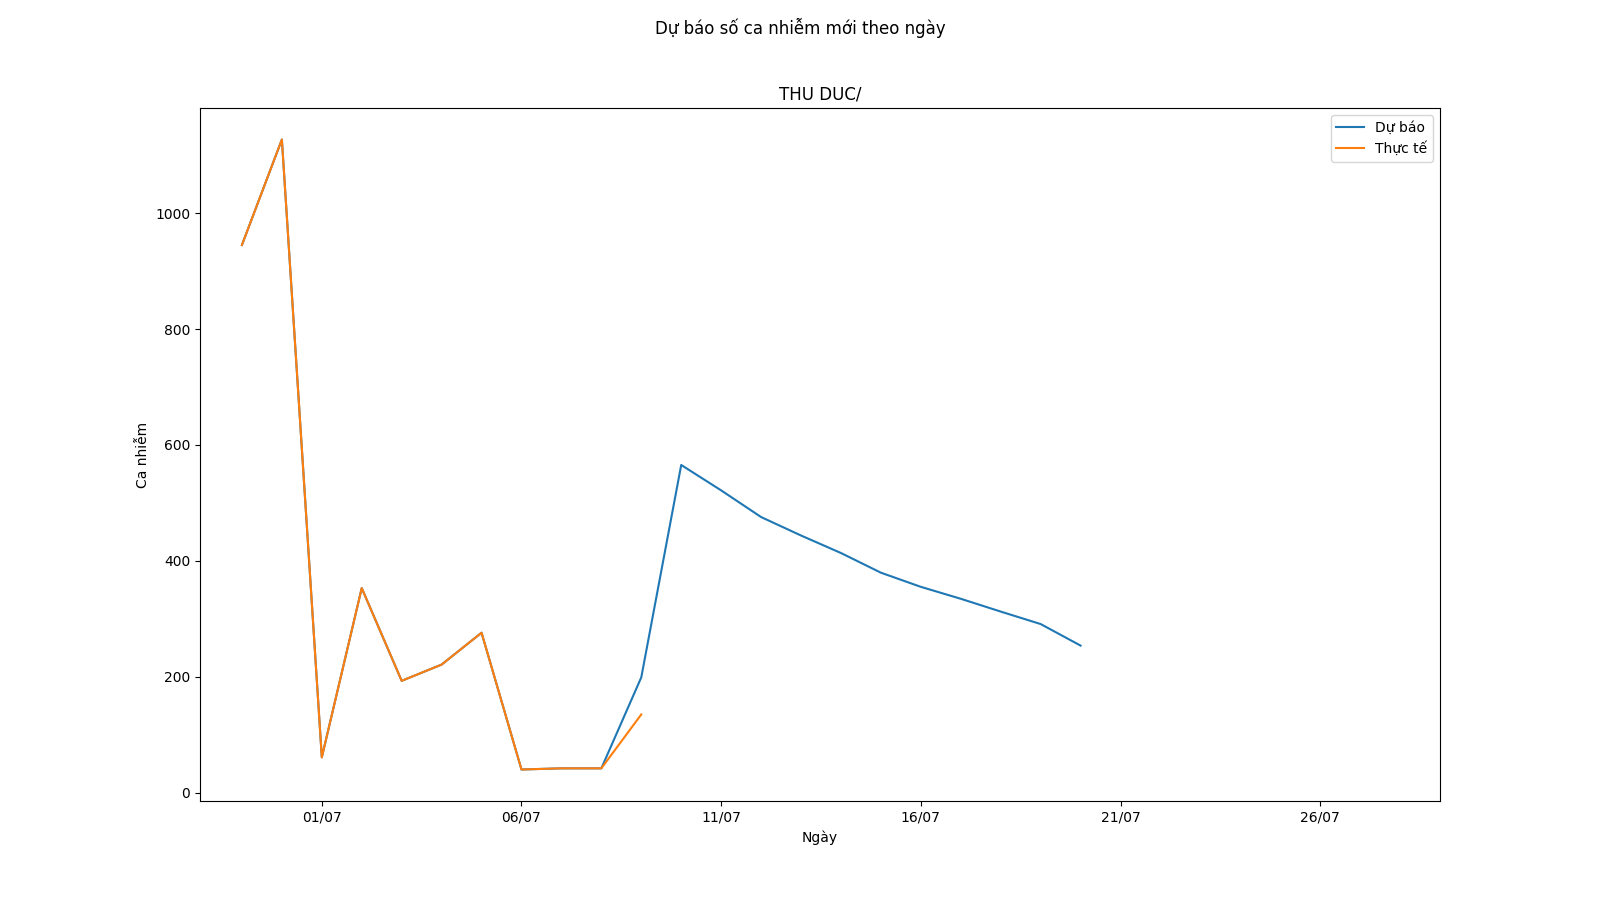 Dự báo số ca nhiễm mới theo ngày
THU DUC/
Dự báo
Thực tế
1000
800
600
400
200
0
Ca nhiễm
01/07
06/07
11/07
16/07
21/07
26/07
Ngày